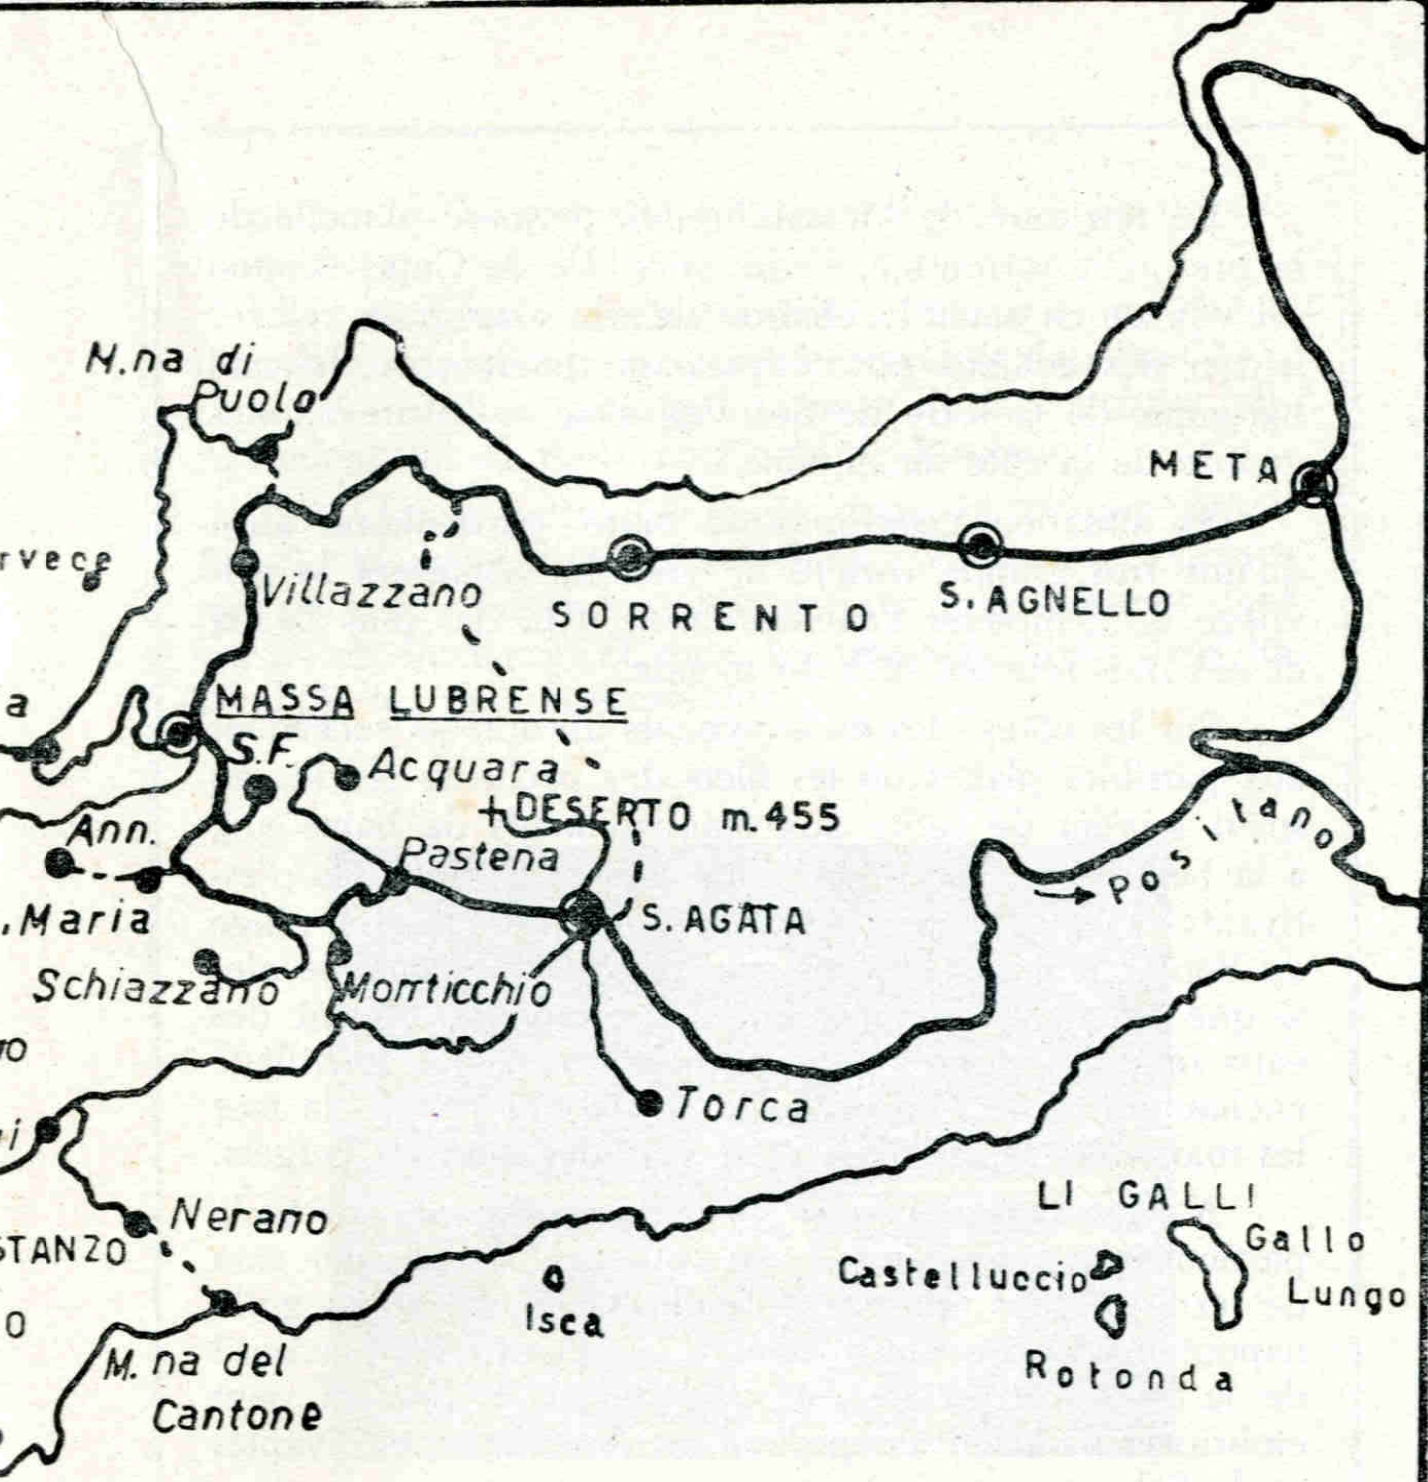 M.na di
Puolo
META
Villazzano
SORRENTO
S. AGNELLO
a
MASSA LUBRENSE
S.F.
Acquara
+DESERTO m.455
Ann.
Pastena
→ Positano
.Maria
S. AGATA
Schiazzano
Monticchio
Torca
Nerano
LI GALLI
STANZO
Gallo
Lungo
Castelluccio
Isca
O
Rotonda
M.na del
Cantone